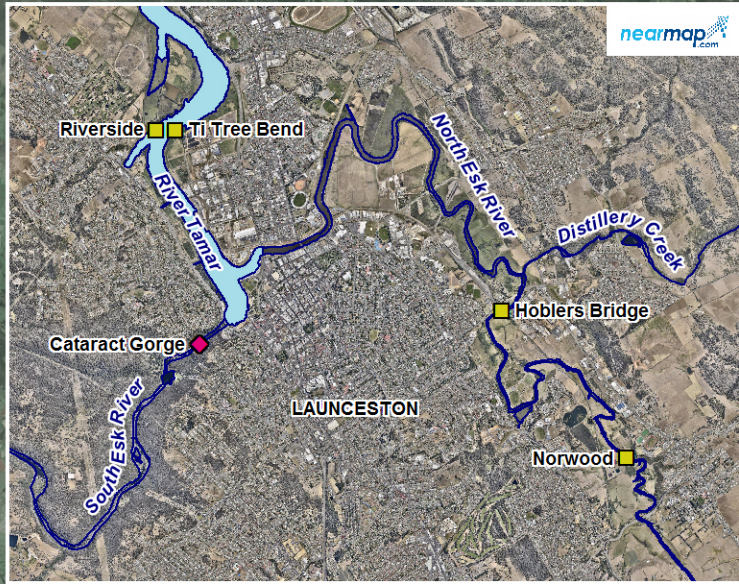 nearmap
.com
Riverside
Ti Tree Bend
River Tamar
North Esk River
Distillery Creek
Hoblers Bridge
Cataract Gorge
LAUNCESTON
South Esk River
Norwood